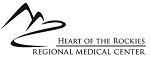 HEART OF THE ROCKIES
REGIONAL MEDICAL CENTER